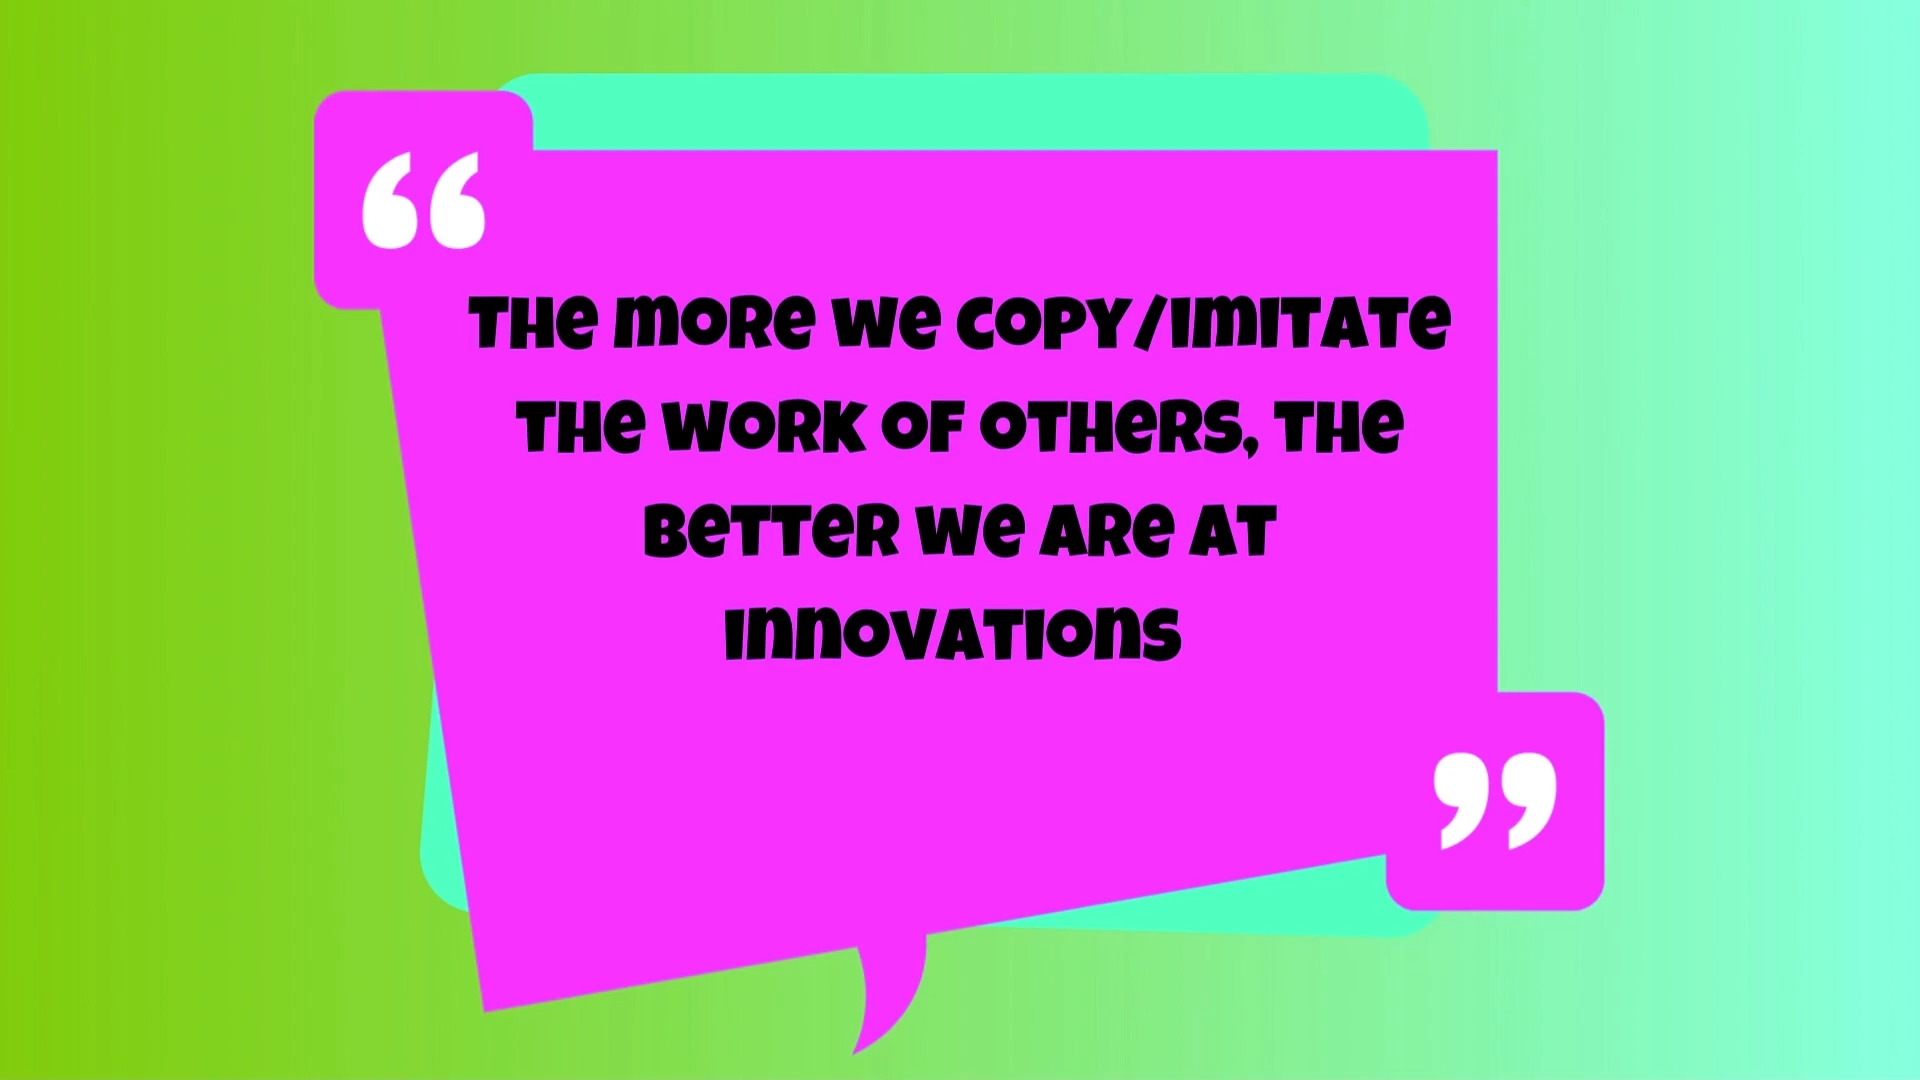 “
THE MORE WE COPY/IMITATE
THE WORK OF OTHERS, THE
BETTER WE ARE AT
INNOVATIONS
”